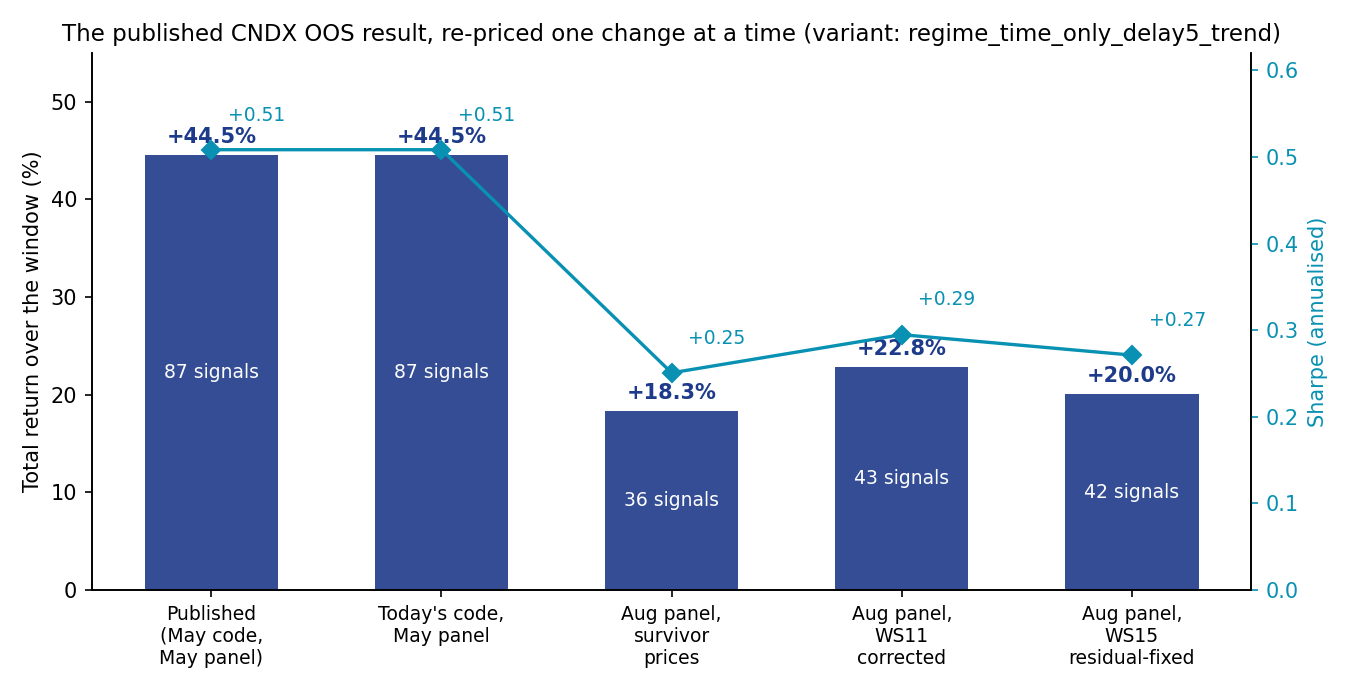 The published CNDX OOS result, re-priced one change at a time (variant: regime_time_only_delay5_trend)
Total return over the window (%)
50
40
30
20
10
0
+0.51
+44.5%
87 signals
+0.51
+44.5%
87 signals
+0.25
+18.3%
36 signals
+0.29
+22.8%
43 signals
+0.27
+20.0%
42 signals
0.6
0.5
0.4
0.3
0.2
0.1
0.0
Sharpe (annualised)
Published
(May code,
May panel)
Today's code,
May panel
Aug panel,
survivor
prices
Aug panel,
WS11
corrected
Aug panel,
WS15
residual-fixed